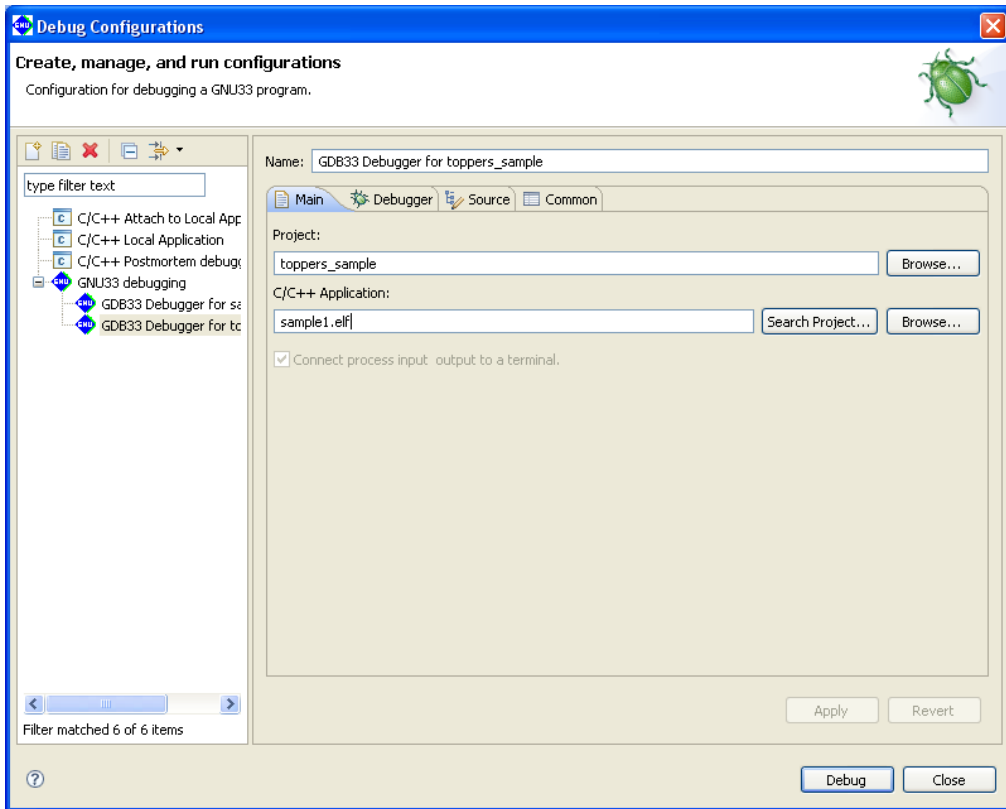 Debug Configurations
Create, manage, and run configurations
Configuration for debugging a GNU33 program.
type filter text
C/C++ Attach to Local App
C/C++ Local Application
C/C++ Postmortem debugg
GNU33 debugging
GDB33 Debugger for sa
GDB33 Debugger for to
Filter matched 6 of 6 items
Name: GDB33 Debugger for toppers_sample
Main Debugger Source Common
Project:
toppers_sample Browse...
C/C++ Application:
sample1.elf Search Project... Browse...
Connect process input output to a terminal.
Apply Revert
Debug Close